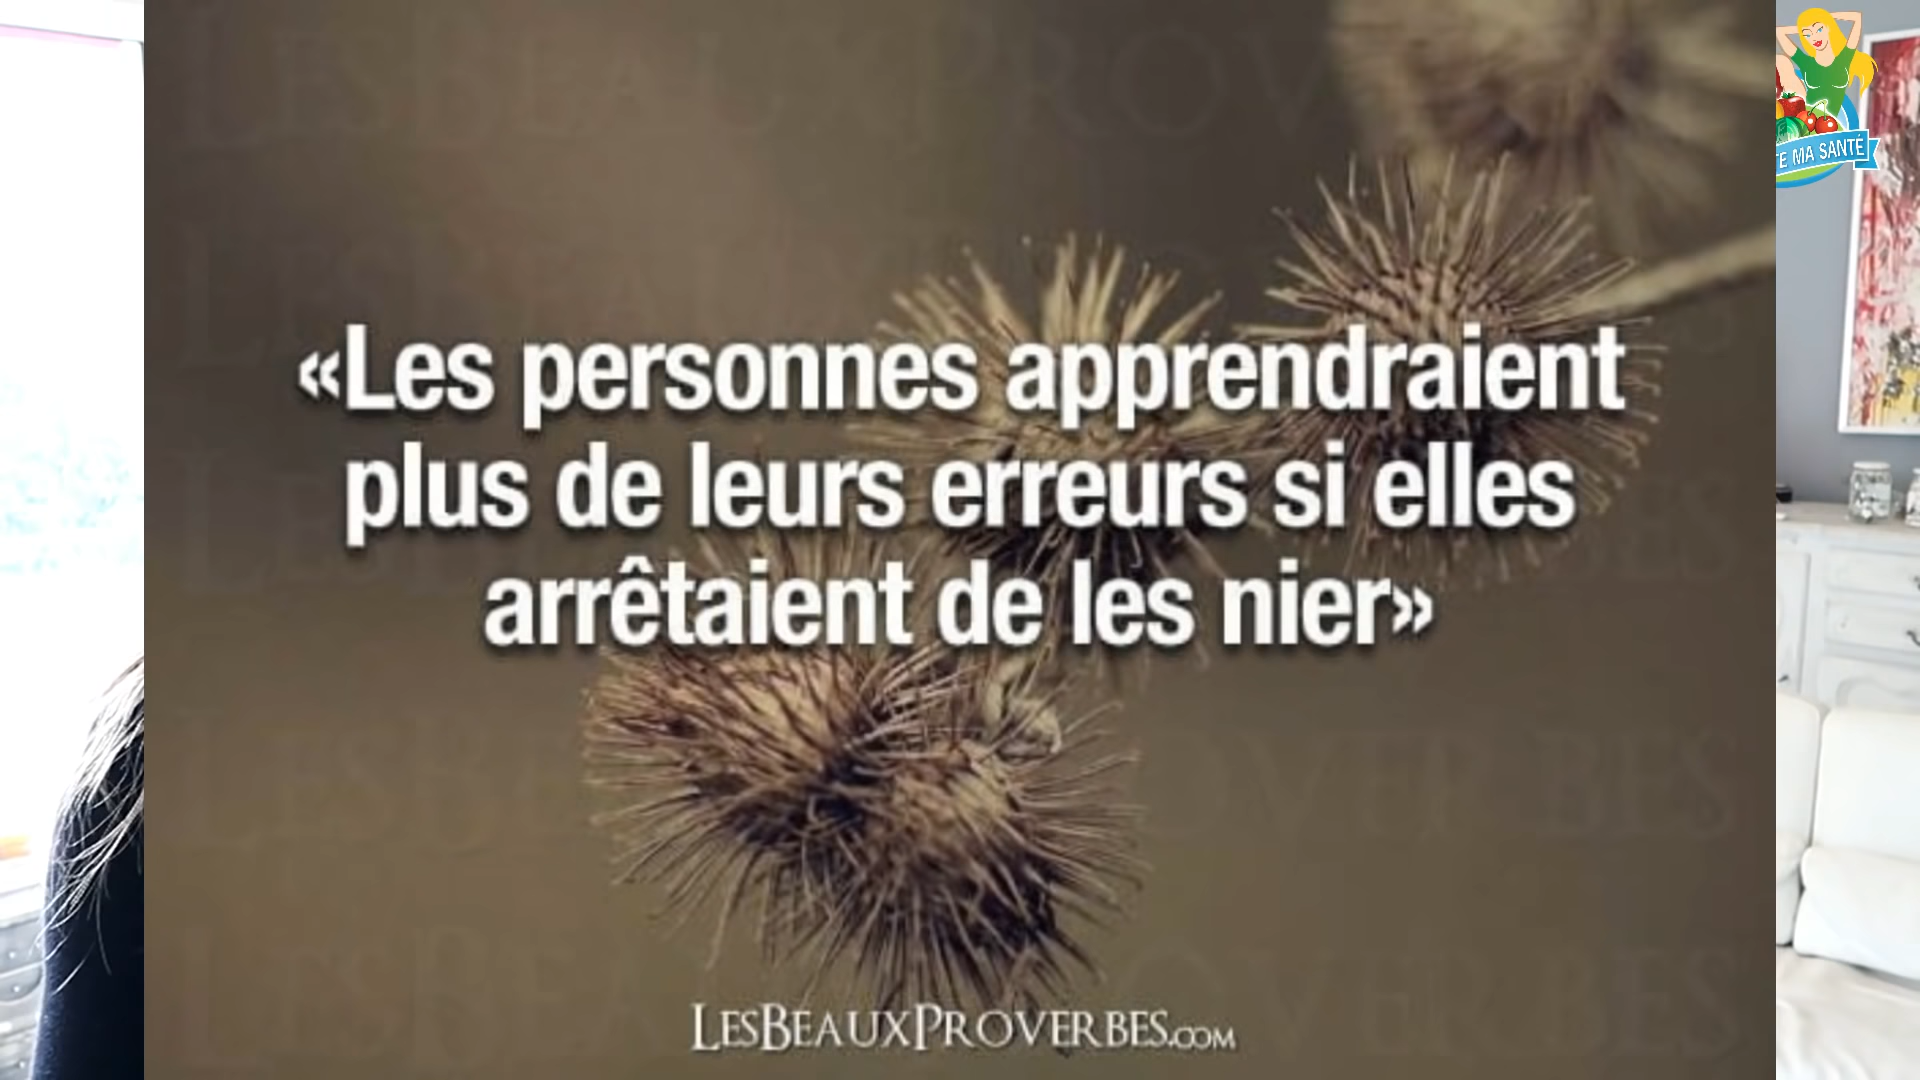 «Les personnes apprendraient
plus de leurs erreurs si elles
arrêtaient de les nier»
LESBEAUXPROVERBES.COM
MA SANTÉ